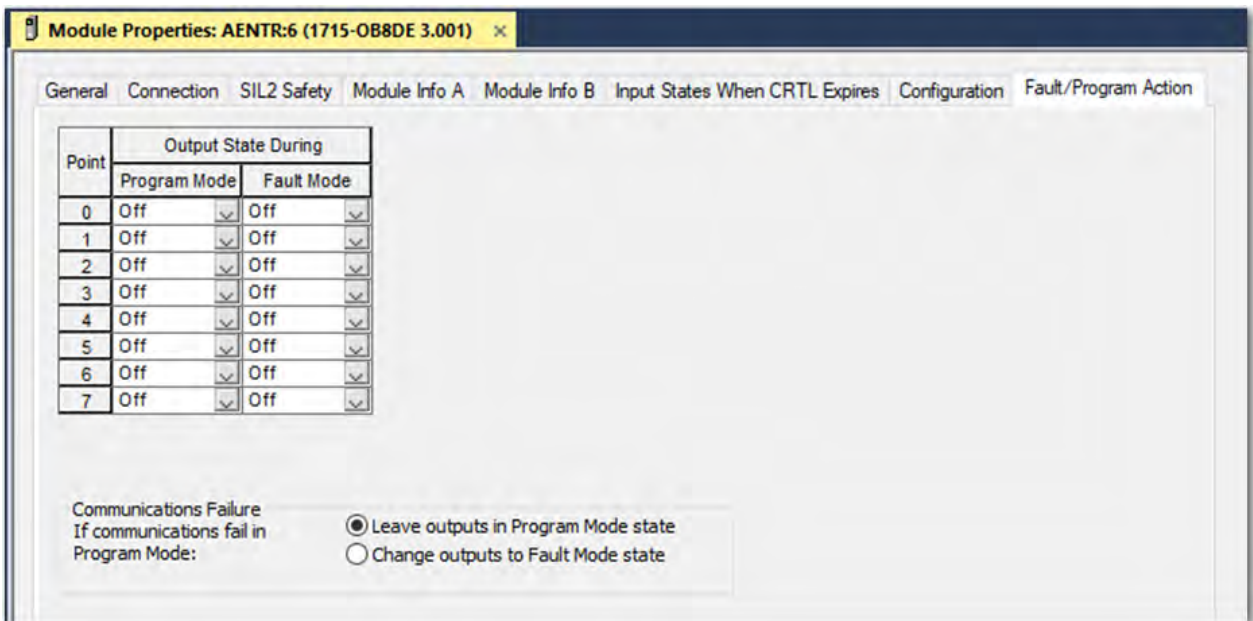 Module Properties: AENTR:6 (1715-OB8DE 3.001) ×
General Connection SIL2 Safety Module Info A Module Info B Input States When CRTL Expires Configuration Fault/Program Action
Point
Output State During
Program Mode Fault Mode
0 Off Off
1 Off Off
2 Off Off
3 Off Off
4 Off Off
5 Off Off
6 Off Off
7 Off Off
Communications Failure
If communications fail in
Program Mode:
Leave outputs in Program Mode state
Change outputs to Fault Mode state